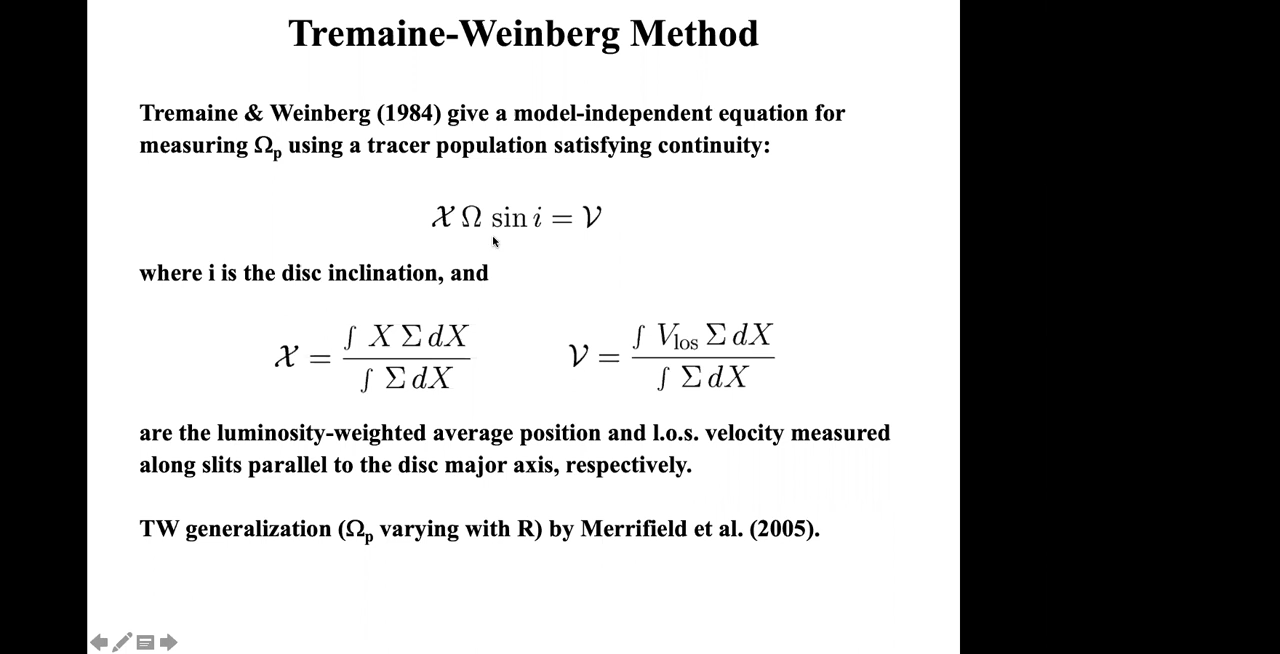 Tremaine-Weinberg Method
Tremaine & Weinberg (1984) give a model-independent equation for
measuring Ωp using a tracer population satisfying continuity:
𝒳 Ω sin i = 𝒱
where i is the disc inclination, and
𝒳 = ∫ X Σ dX / ∫ Σ dX    𝒱 = ∫ Vlos Σ dX / ∫ Σ dX
are the luminosity-weighted average position and l.o.s. velocity measured
along slits parallel to the disc major axis, respectively.
TW generalization (Ωp varying with R) by Merrifield et al. (2005).